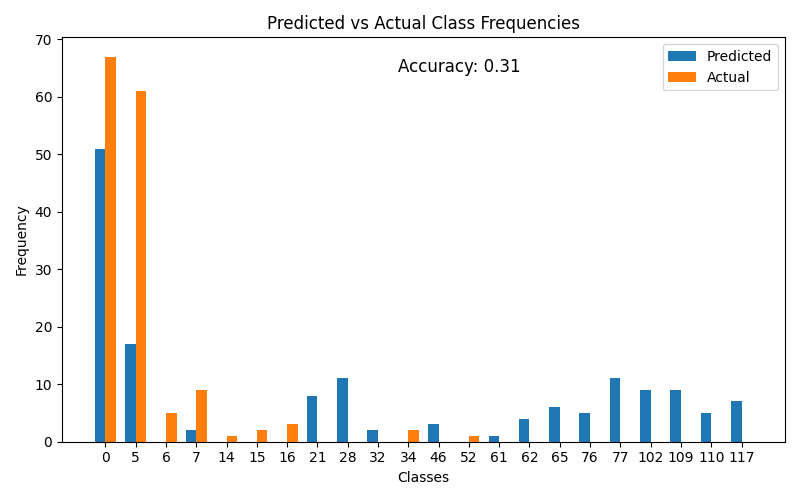 Predicted vs Actual Class Frequencies
Accuracy: 0.31
Predicted
Actual
Frequency
70
60
50
40
30
20
10
0
0 5 6 7 14 15 16 21 28 32 34 46 52 61 62 65 76 77 102 109 110 117
Classes